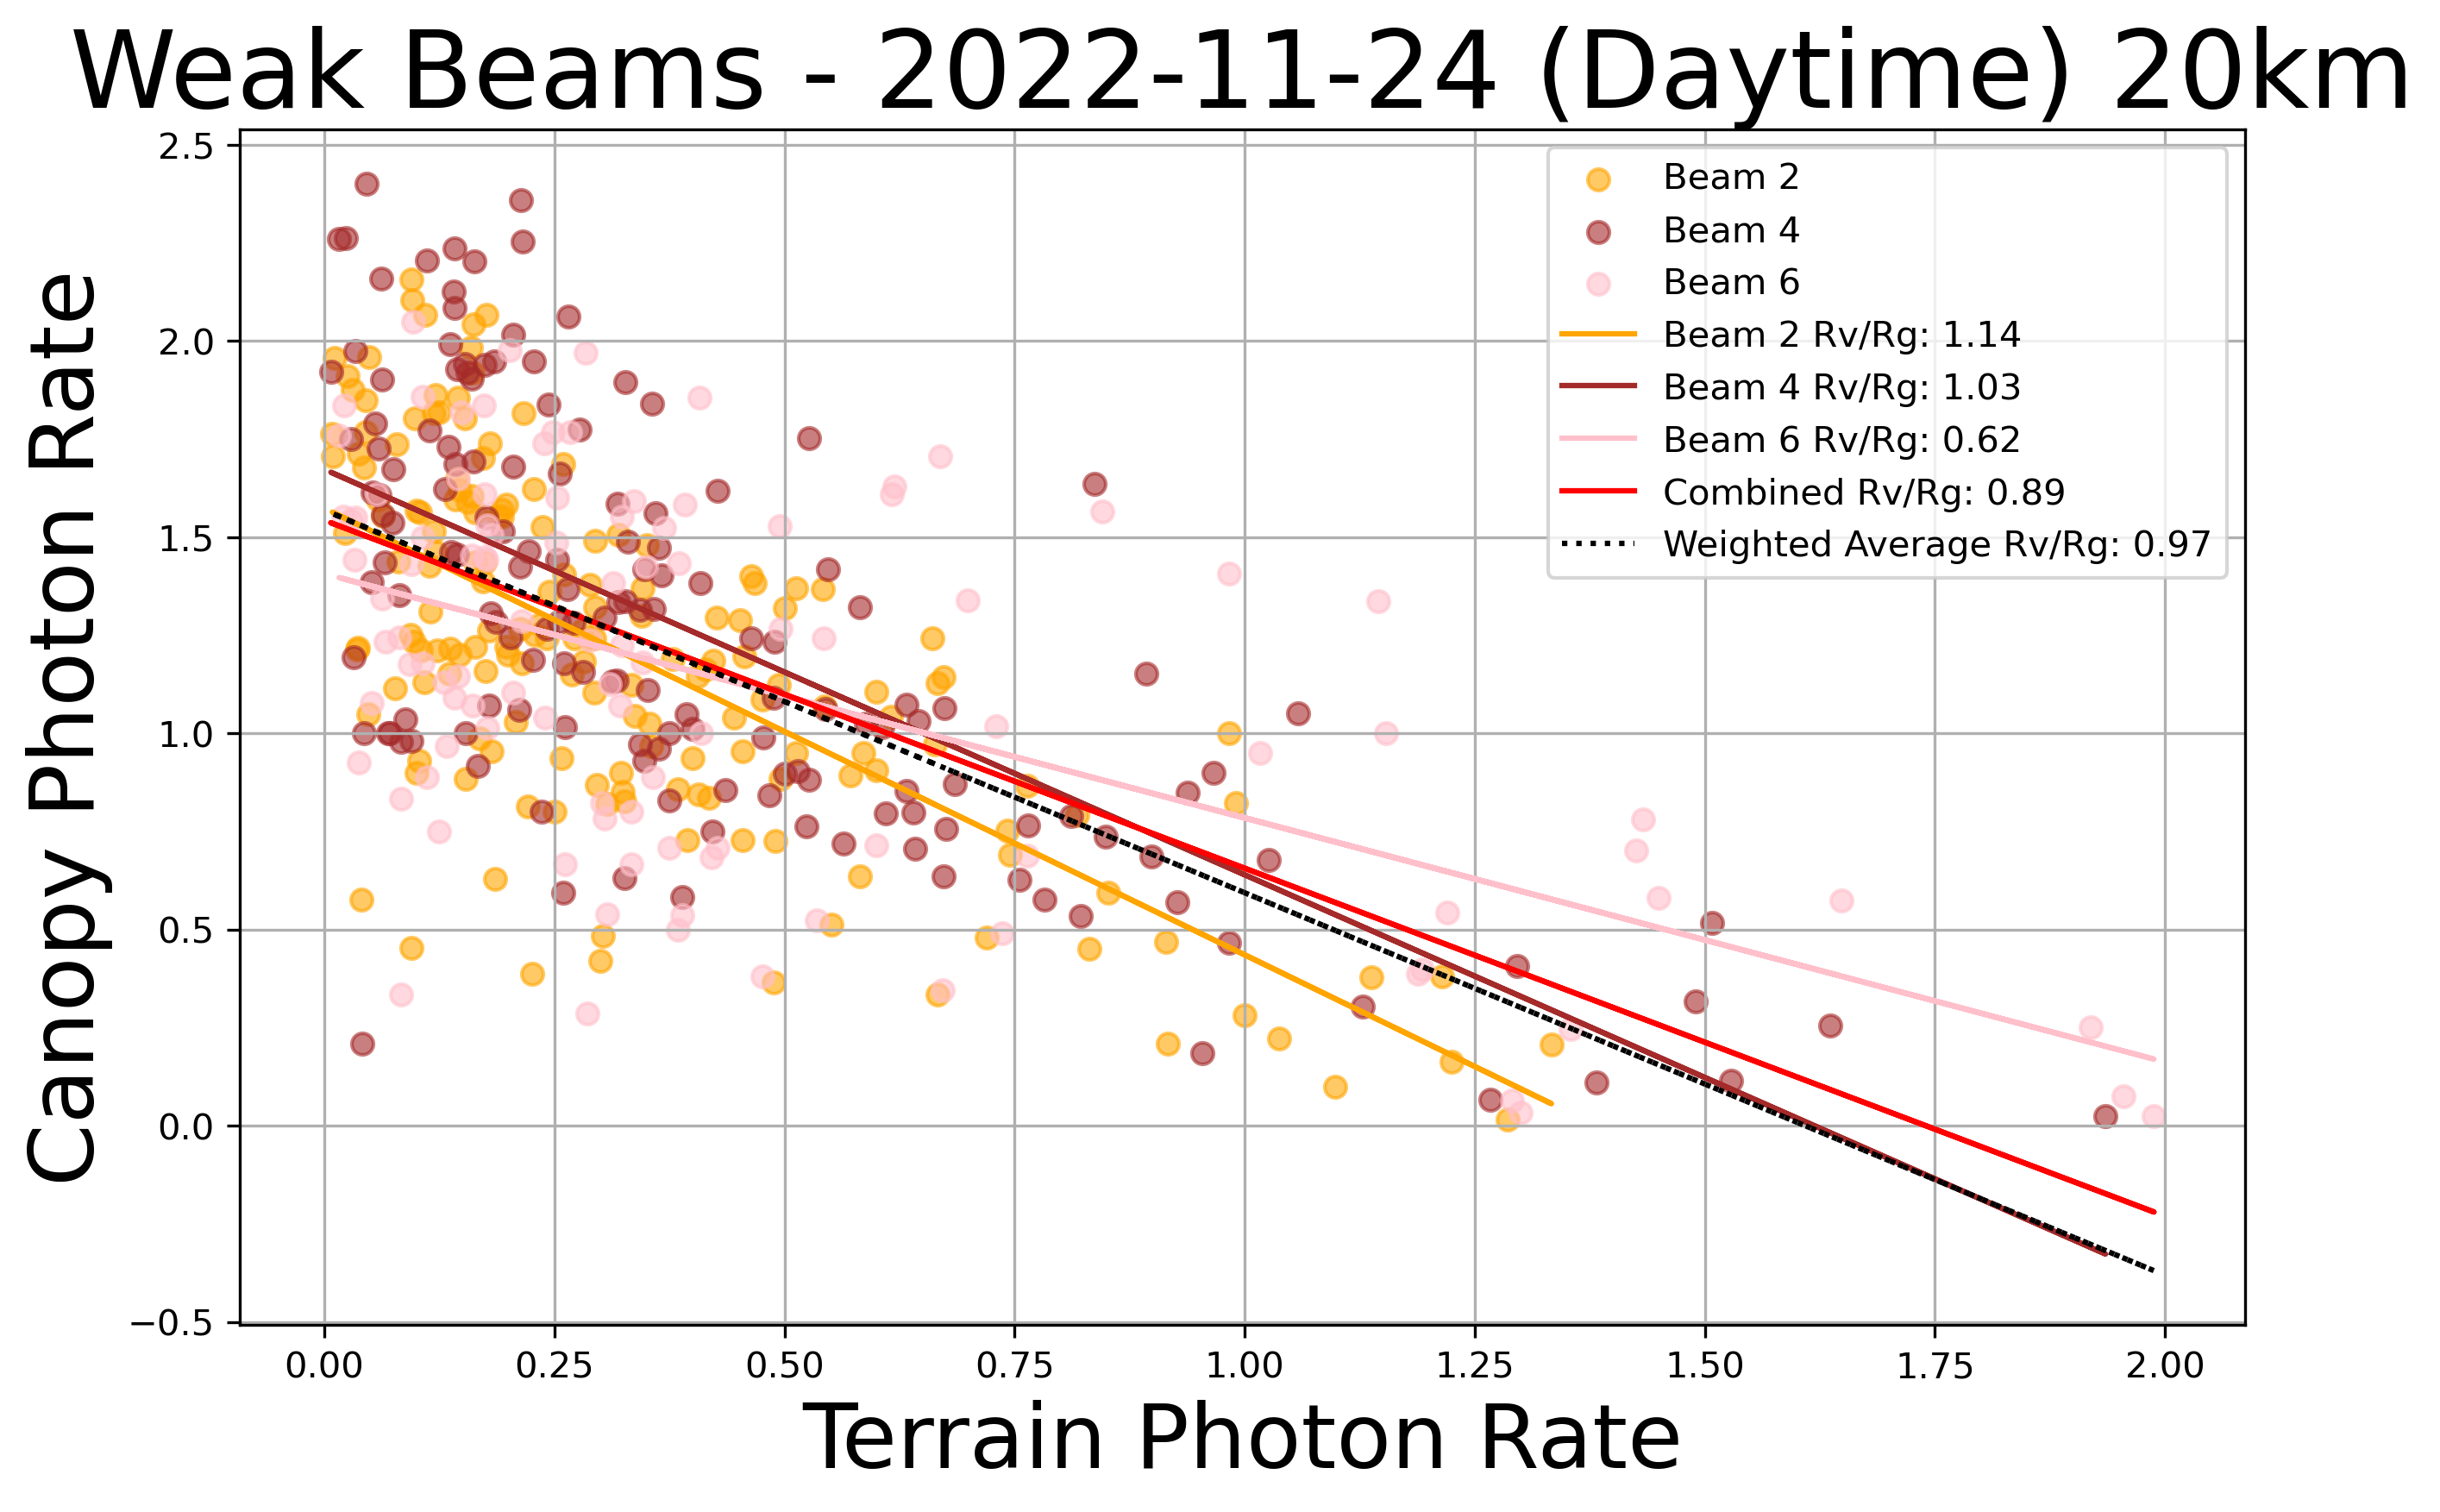 Weak Beams - 2022-11-24 (Daytime) 20km
Canopy Photon Rate
2.5
2.0
1.5
1.0
0.5
0.0
−0.5
Beam 2
Beam 4
Beam 6
Beam 2 Rv/Rg: 1.14
Beam 4 Rv/Rg: 1.03
Beam 6 Rv/Rg: 0.62
Combined Rv/Rg: 0.89
Weighted Average Rv/Rg: 0.97
0.00 0.25 0.50 0.75 1.00 1.25 1.50 1.75 2.00
Terrain Photon Rate